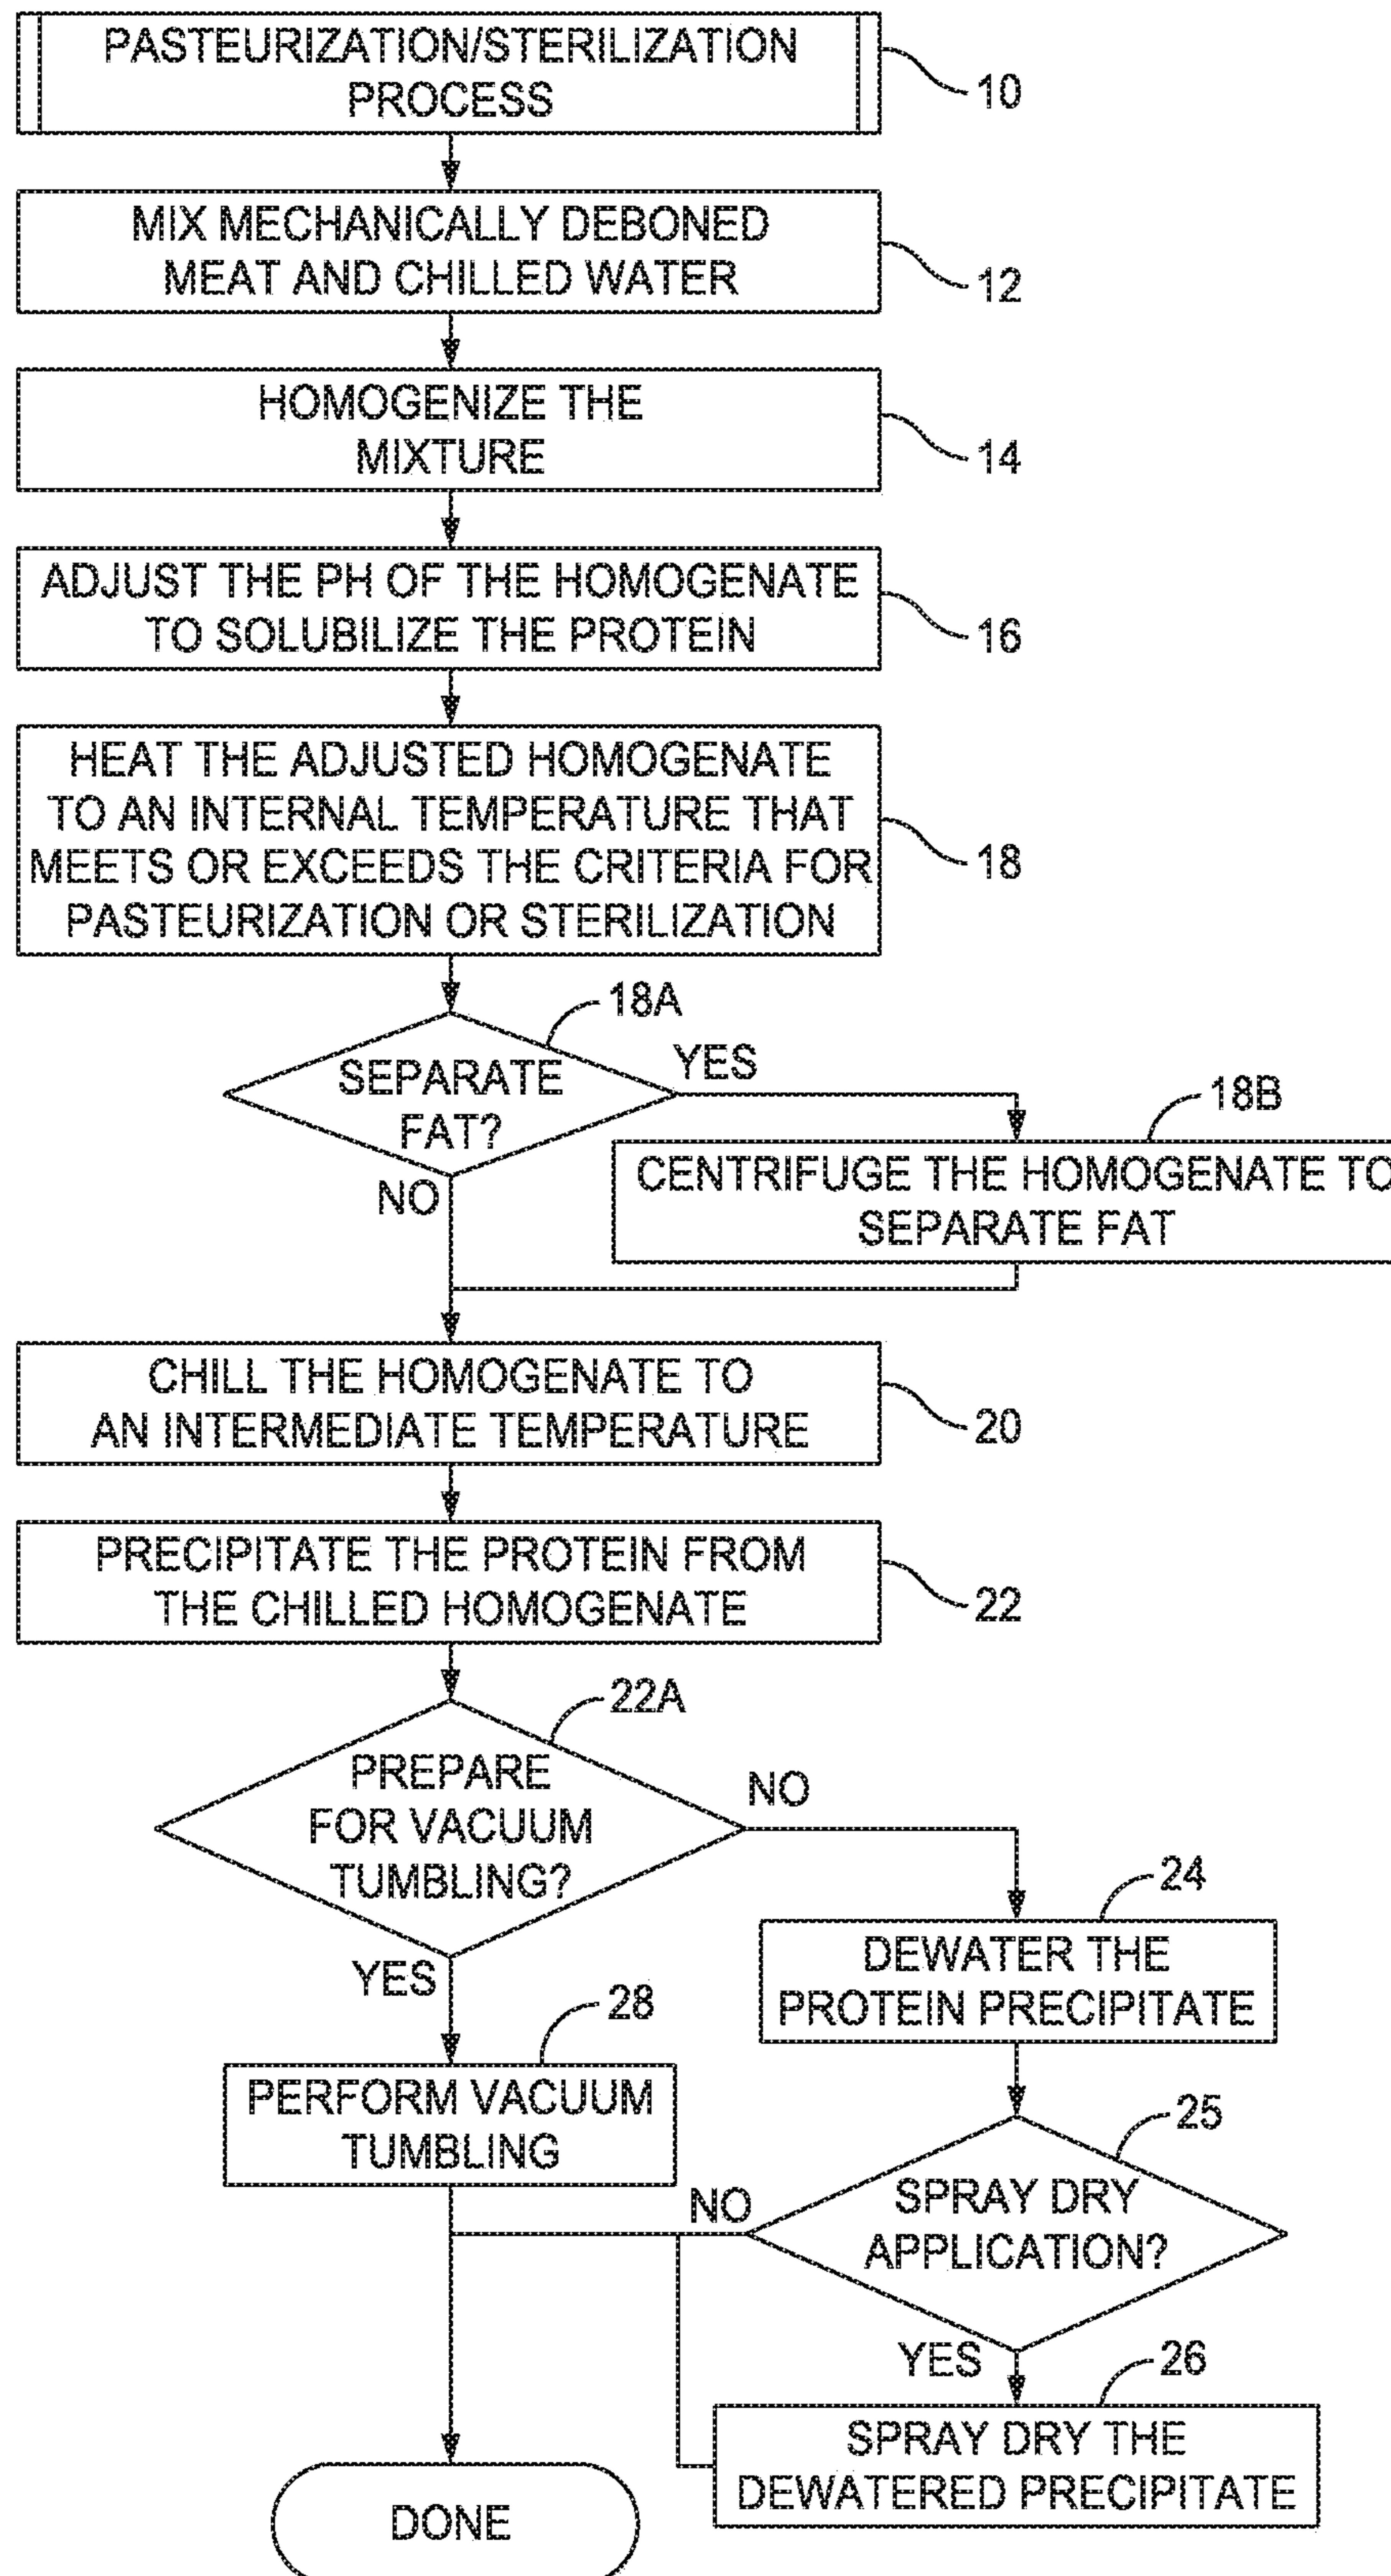 PASTEURIZATION/STERILIZATION
PROCESS
10
MIX MECHANICALLY DEBONED
MEAT AND CHILLED WATER
12
HOMOGENIZE THE
MIXTURE
14
ADJUST THE PH OF THE HOMOGENATE
TO SOLUBILIZE THE PROTEIN
16
HEAT THE ADJUSTED HOMOGENATE
TO AN INTERNAL TEMPERATURE THAT
MEETS OR EXCEEDS THE CRITERIA FOR
PASTEURIZATION OR STERILIZATION
18
18A
SEPARATE
FAT?
YES
NO
18B
CENTRIFUGE THE HOMOGENATE TO
SEPARATE FAT
CHILL THE HOMOGENATE TO
AN INTERMEDIATE TEMPERATURE
20
PRECIPITATE THE PROTEIN FROM
THE CHILLED HOMOGENATE
22
22A
PREPARE
FOR VACUUM
TUMBLING?
NO
YES
24
DEWATER THE
PROTEIN PRECIPITATE
28
PERFORM VACUUM
TUMBLING
25
SPRAY DRY
APPLICATION?
NO
YES
26
SPRAY DRY THE
DEWATERED PRECIPITATE
DONE